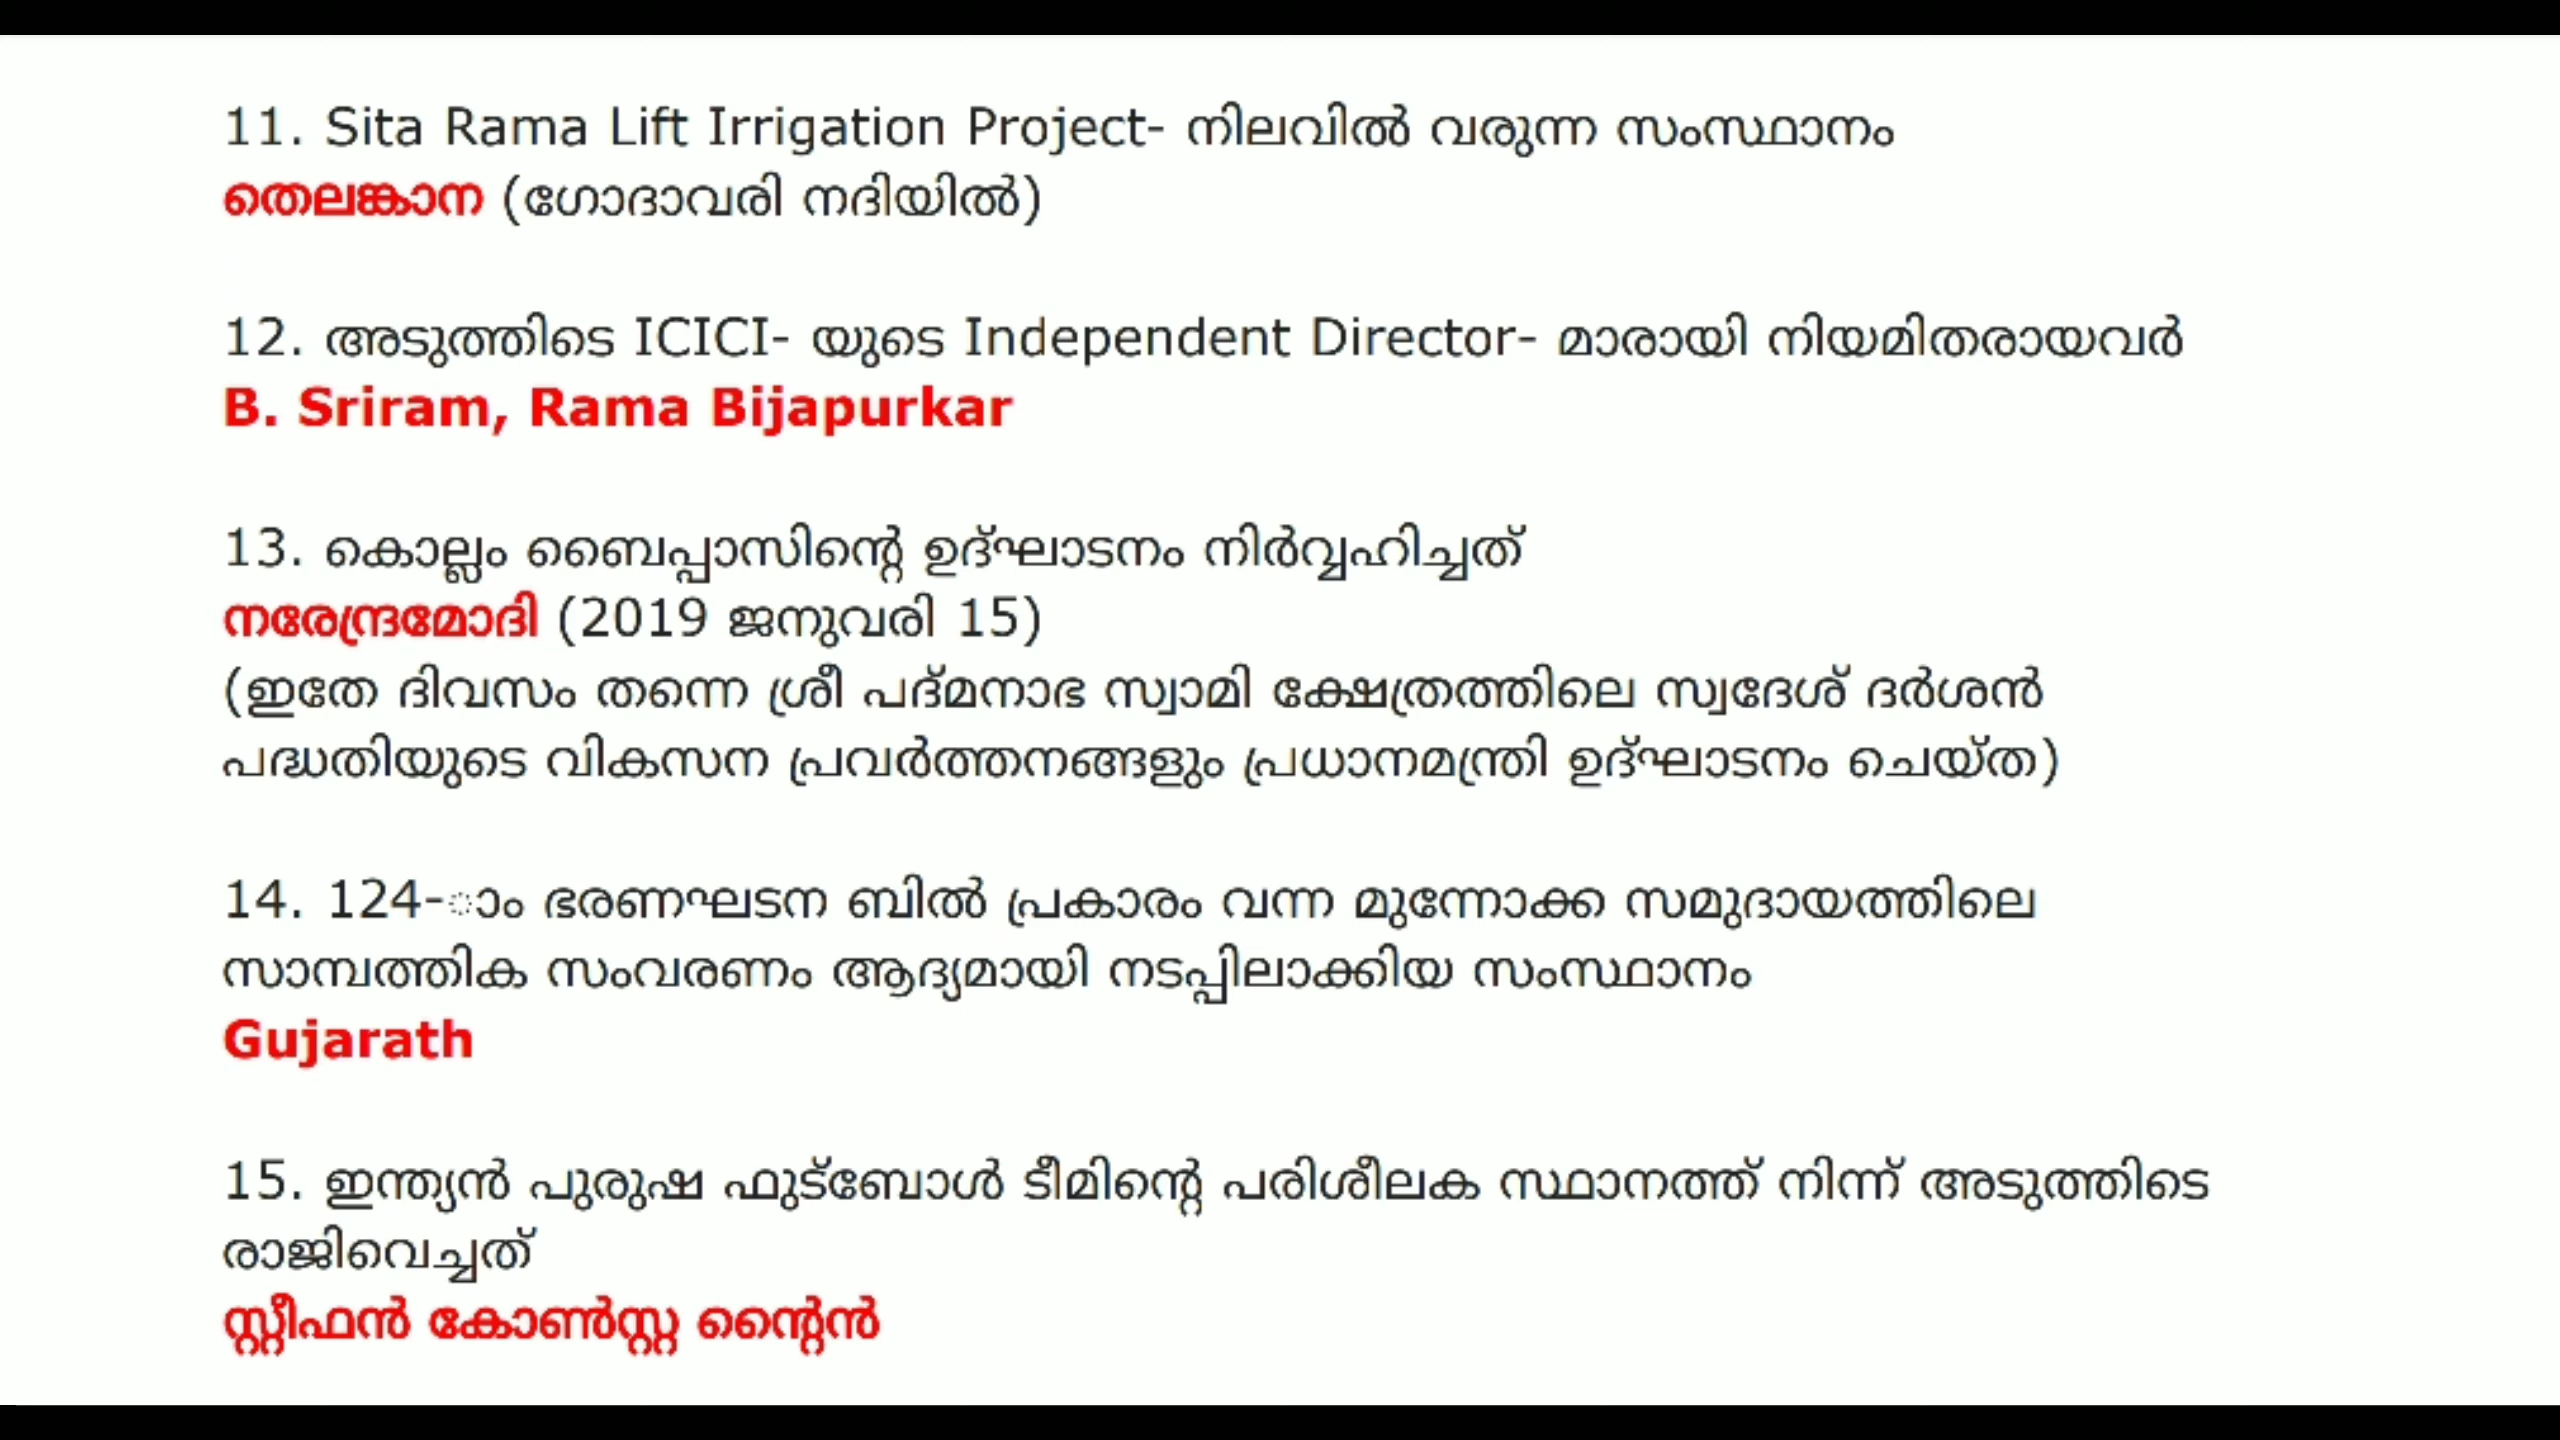 11. Sita Rama Lift Irrigation Project- നിലവിൽ വരുന്ന സംസ്ഥാനം
തെലങ്കാന (ഗോദാവരി നദിയിൽ)
12. അടുത്തിടെ ICICI- യുടെ Independent Director- മാരായി നിയമിതരായവർ
B. Sriram, Rama Bijapurkar
13. കൊല്ലം ബൈപ്പാസിന്റെ ഉദ്ഘാടനം നിർവ്വഹിച്ചത്
നരേന്ദ്രമോദി (2019 ജനുവരി 15)
(ഇതേ ദിവസം തന്നെ ശ്രീ പദ്മനാഭ സ്വാമി ക്ഷേത്രത്തിലെ സ്വദേശ് ദർശൻ
പദ്ധതിയുടെ വികസന പ്രവർത്തനങ്ങളും പ്രധാനമന്ത്രി ഉദ്ഘാടനം ചെയ്ത)
14. 124-ാം ഭരണഘടന ബിൽ പ്രകാരം വന്ന മുന്നോക്ക സമുദായത്തിലെ
സാമ്പത്തിക സംവരണം ആദ്യമായി നടപ്പിലാക്കിയ സംസ്ഥാനം
Gujarath
15. ഇന്ത്യൻ പുരുഷ ഫുട്ബോൾ ടീമിന്റെ പരിശീലക സ്ഥാനത്ത് നിന്ന് അടുത്തിടെ
രാജിവെച്ചത്
സ്റ്റീഫൻ കോൺസ്റ്റ ന്റൈൻ